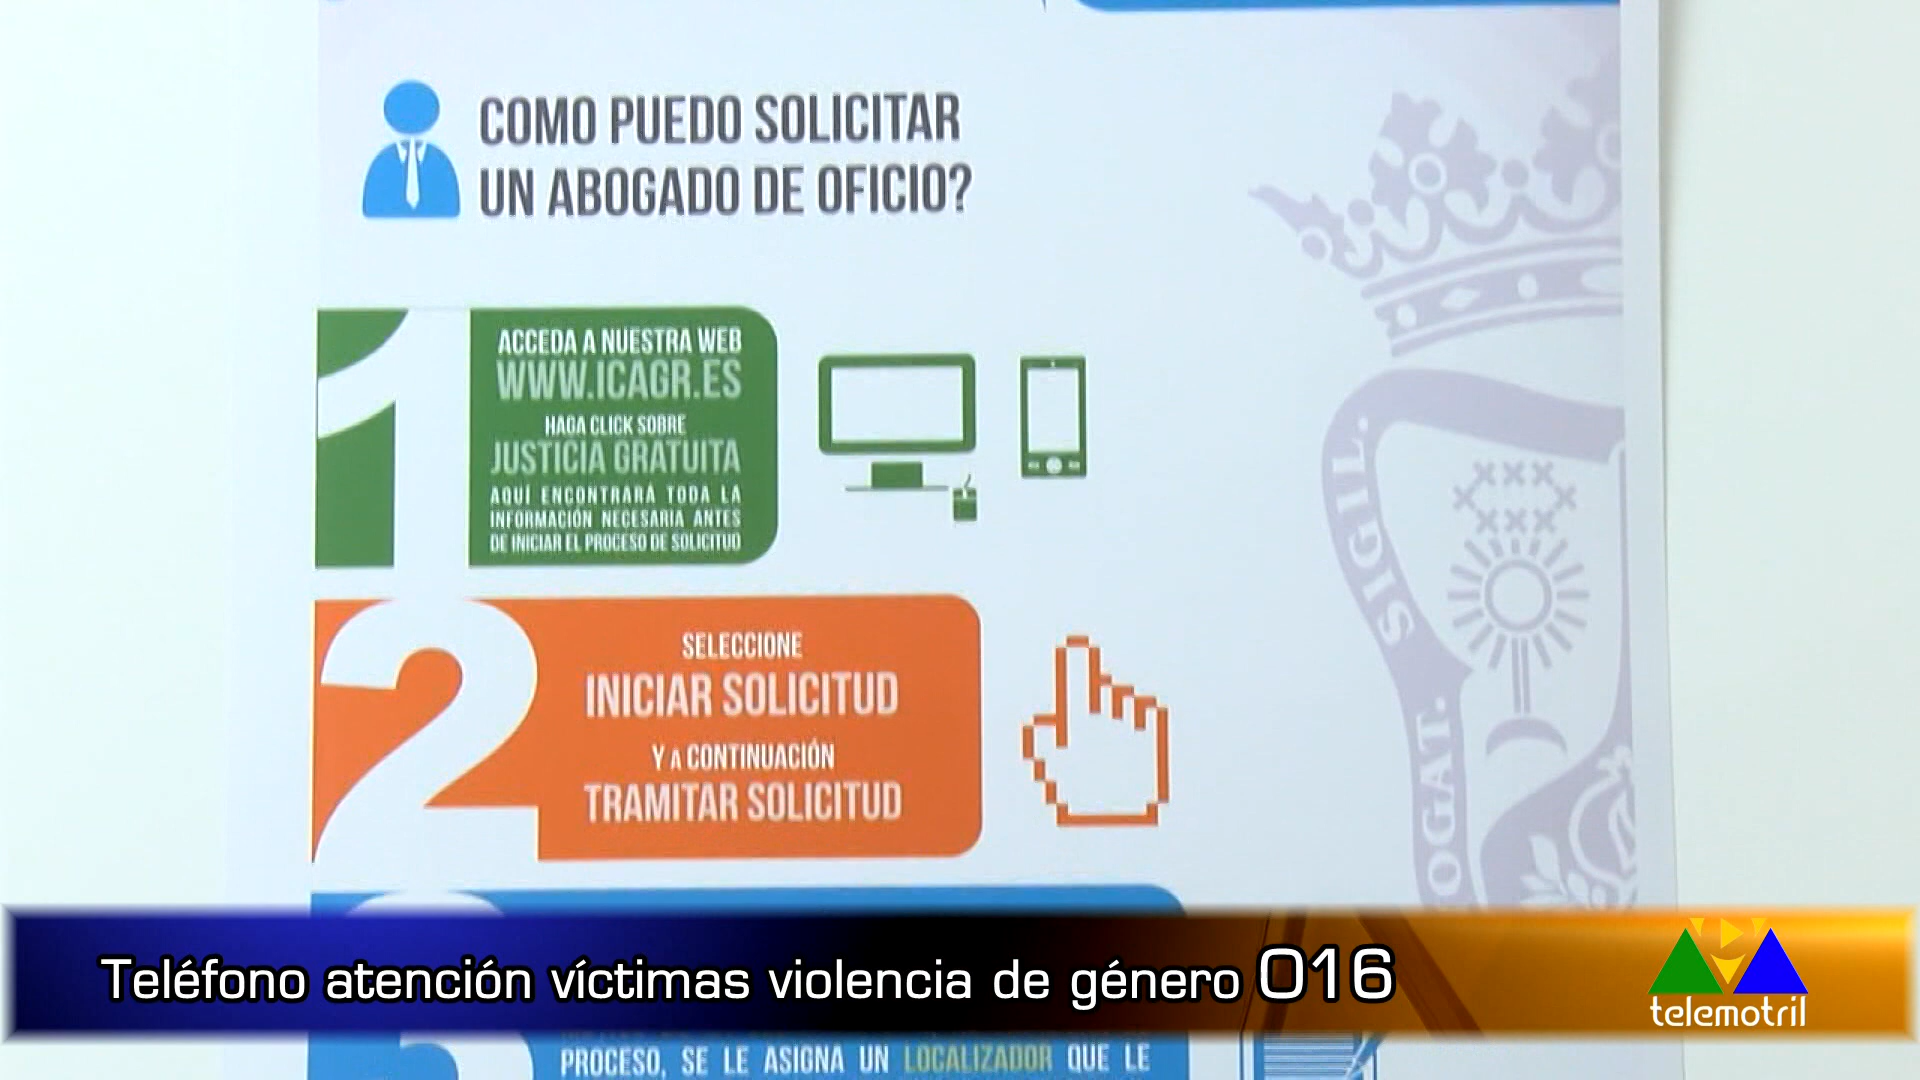 COMO PUEDO SOLICITAR
UN ABOGADO DE OFICIO?
1
ACCEDA A NUESTRA WEB
WWW.ICAGR.ES
HAGA CLICK SOBRE
JUSTICIA GRATUITA
AQUÍ ENCONTRARÁ TODA LA
INFORMACIÓN NECESARIA ANTES
DE INICIAR EL PROCESO DE SOLICITUD
2
SELECCIONE
INICIAR SOLICITUD
Y A CONTINUACIÓN
TRAMITAR SOLICITUD
SIGIL.
OGAT.
Teléfono atención víctimas violencia de género 016
telemotril
3
PROCESO, SE LE ASIGNA UN LOCALIZADOR QUE LE